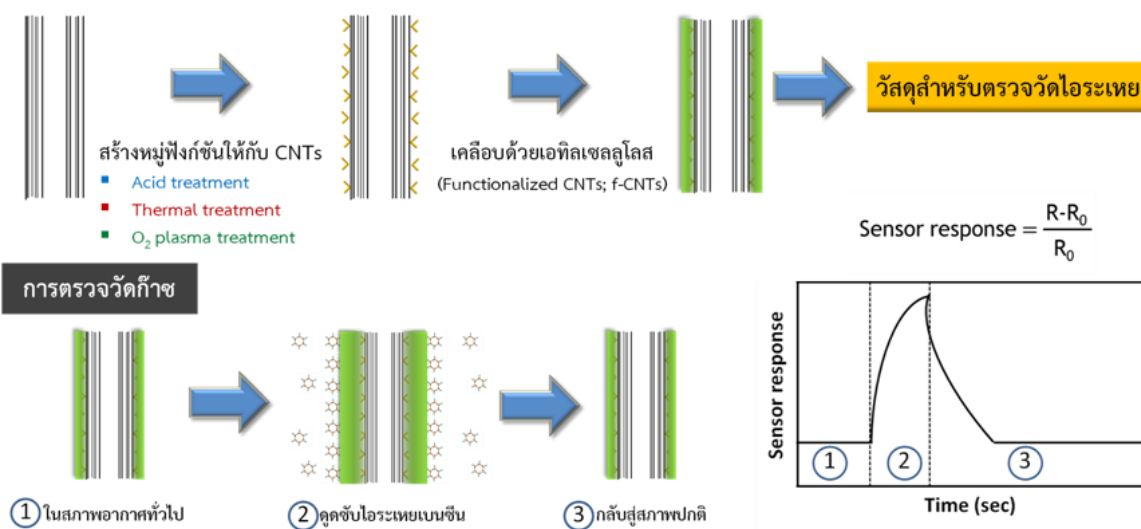 สร้างหมู่ฟังก์ชันให้กับ CNTs
Acid treatment
Thermal treatment
O₂ plasma treatment
เคลือบด้วยเอทิลเซลลูโลส
(Functionalized CNTs; f-CNTs)
วัสดุสำหรับตรวจวัดไอระเหย
Sensor response = R-R₀
R₀
การตรวจวัดก๊าซ
1 ในสภาพอากาศทั่วไป
2 ดูดซับไอระเหยเบนซีน
3 กลับสู่สภาพปกติ
Sensor response
1 2 3
Time (sec)